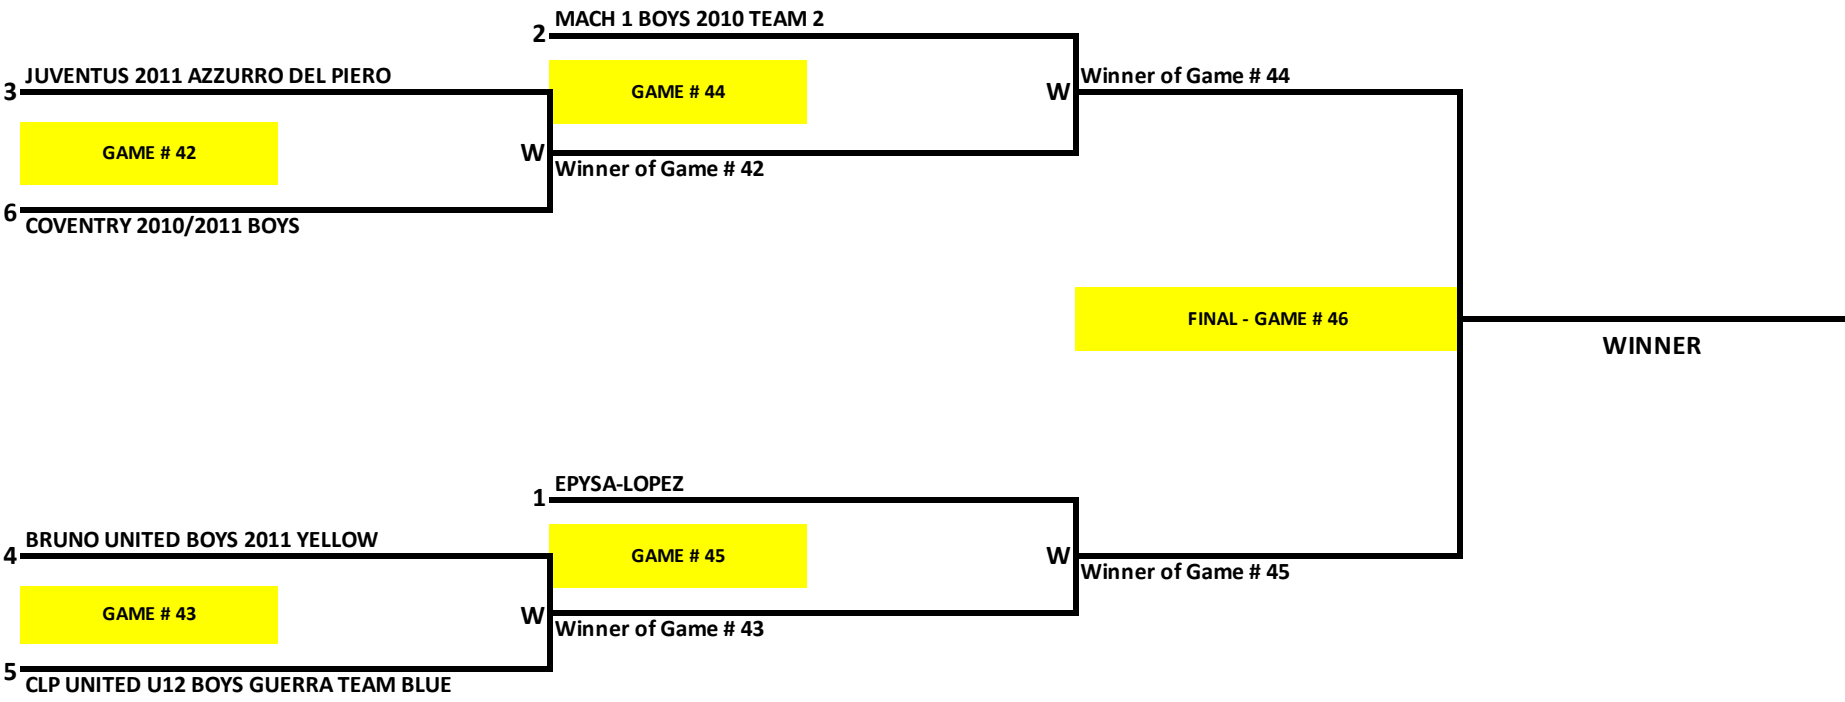 MACH 1 BOYS 2010 TEAM 2
2
JUVENTUS 2011 AZZURRO DEL PIERO
Winner of Game # 44
3
GAME # 44
W
GAME # 42
W
Winner of Game # 42
6
COVENTRY 2010/2011 BOYS
FINAL - GAME # 46
WINNER
EPYSA-LOPEZ
1
BRUNO UNITED BOYS 2011 YELLOW
4
GAME # 45
W
Winner of Game # 45
GAME # 43
W
Winner of Game # 43
5
CLP UNITED U12 BOYS GUERRA TEAM BLUE